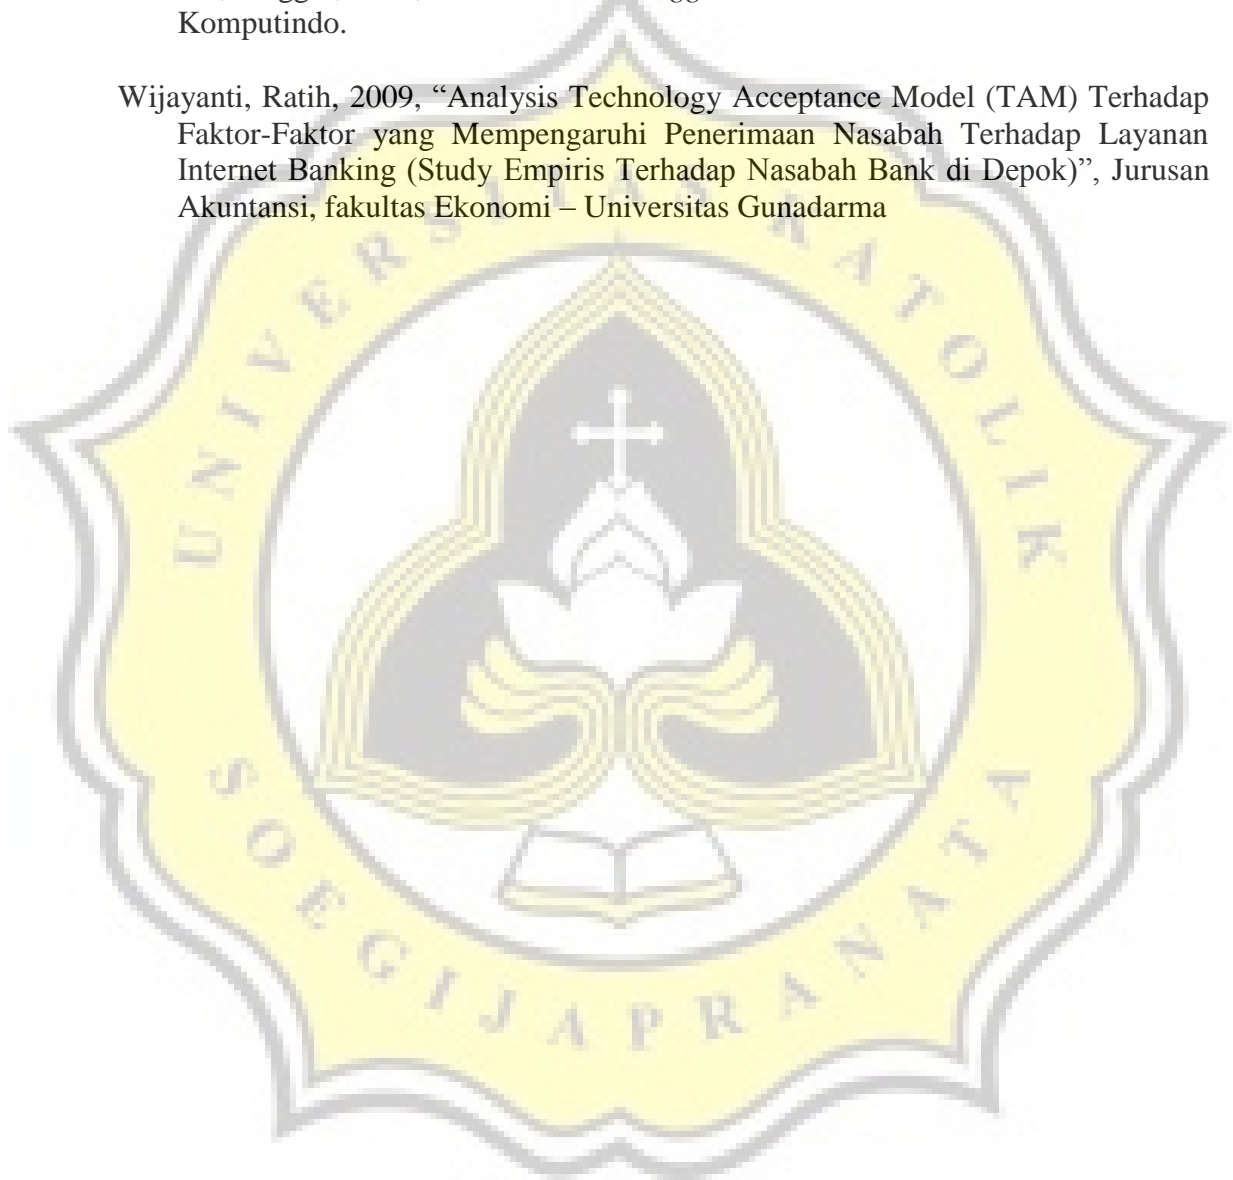 Komputindo.
Wijayanti, Ratih, 2009, “Analysis Technology Acceptance Model (TAM) Terhadap
Faktor-Faktor yang Mempengaruhi Penerimaan Nasabah Terhadap Layanan
Internet Banking (Study Empiris Terhadap Nasabah Bank di Depok)”, Jurusan
Akuntansi, fakultas Ekonomi – Universitas Gunadarma
UNIVERSITAS KATOLIK
SOEGIJAPRANATA